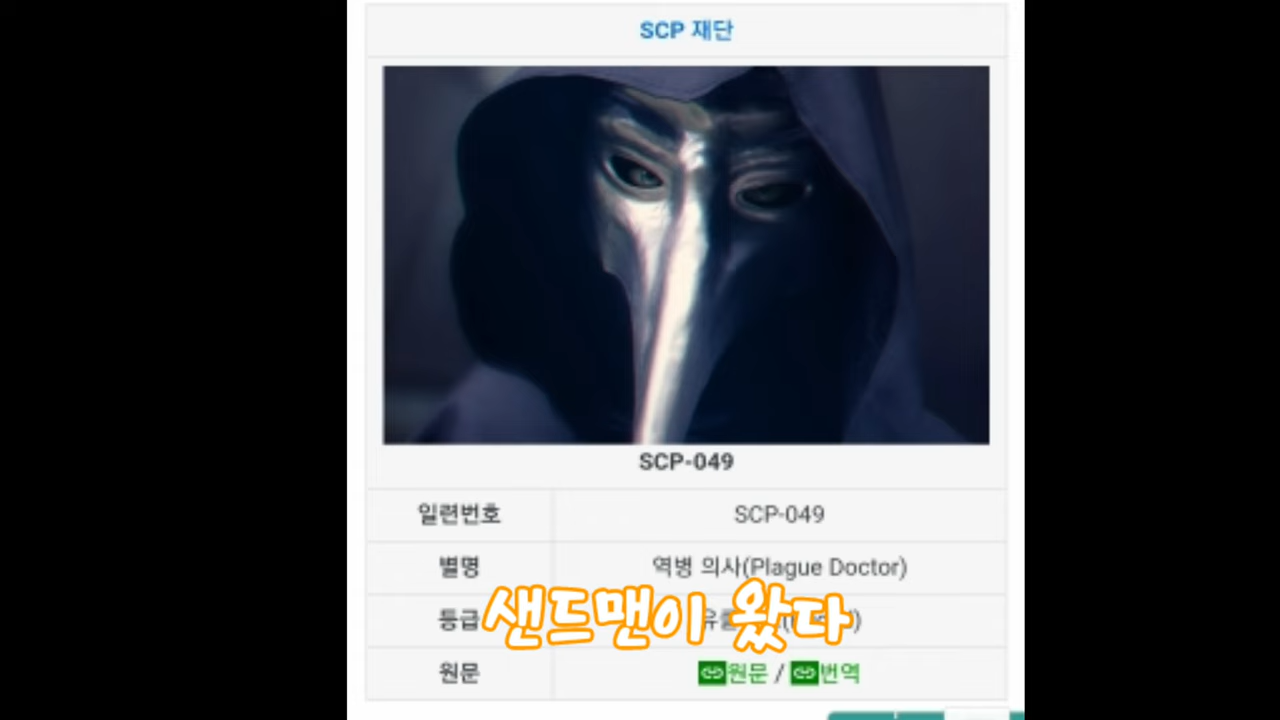 SCP 재단
SCP-049
일련번호 SCP-049
별명 역병 의사(Plague Doctor)
등급
샌드맨이 왔다
원문 원문 / 번역